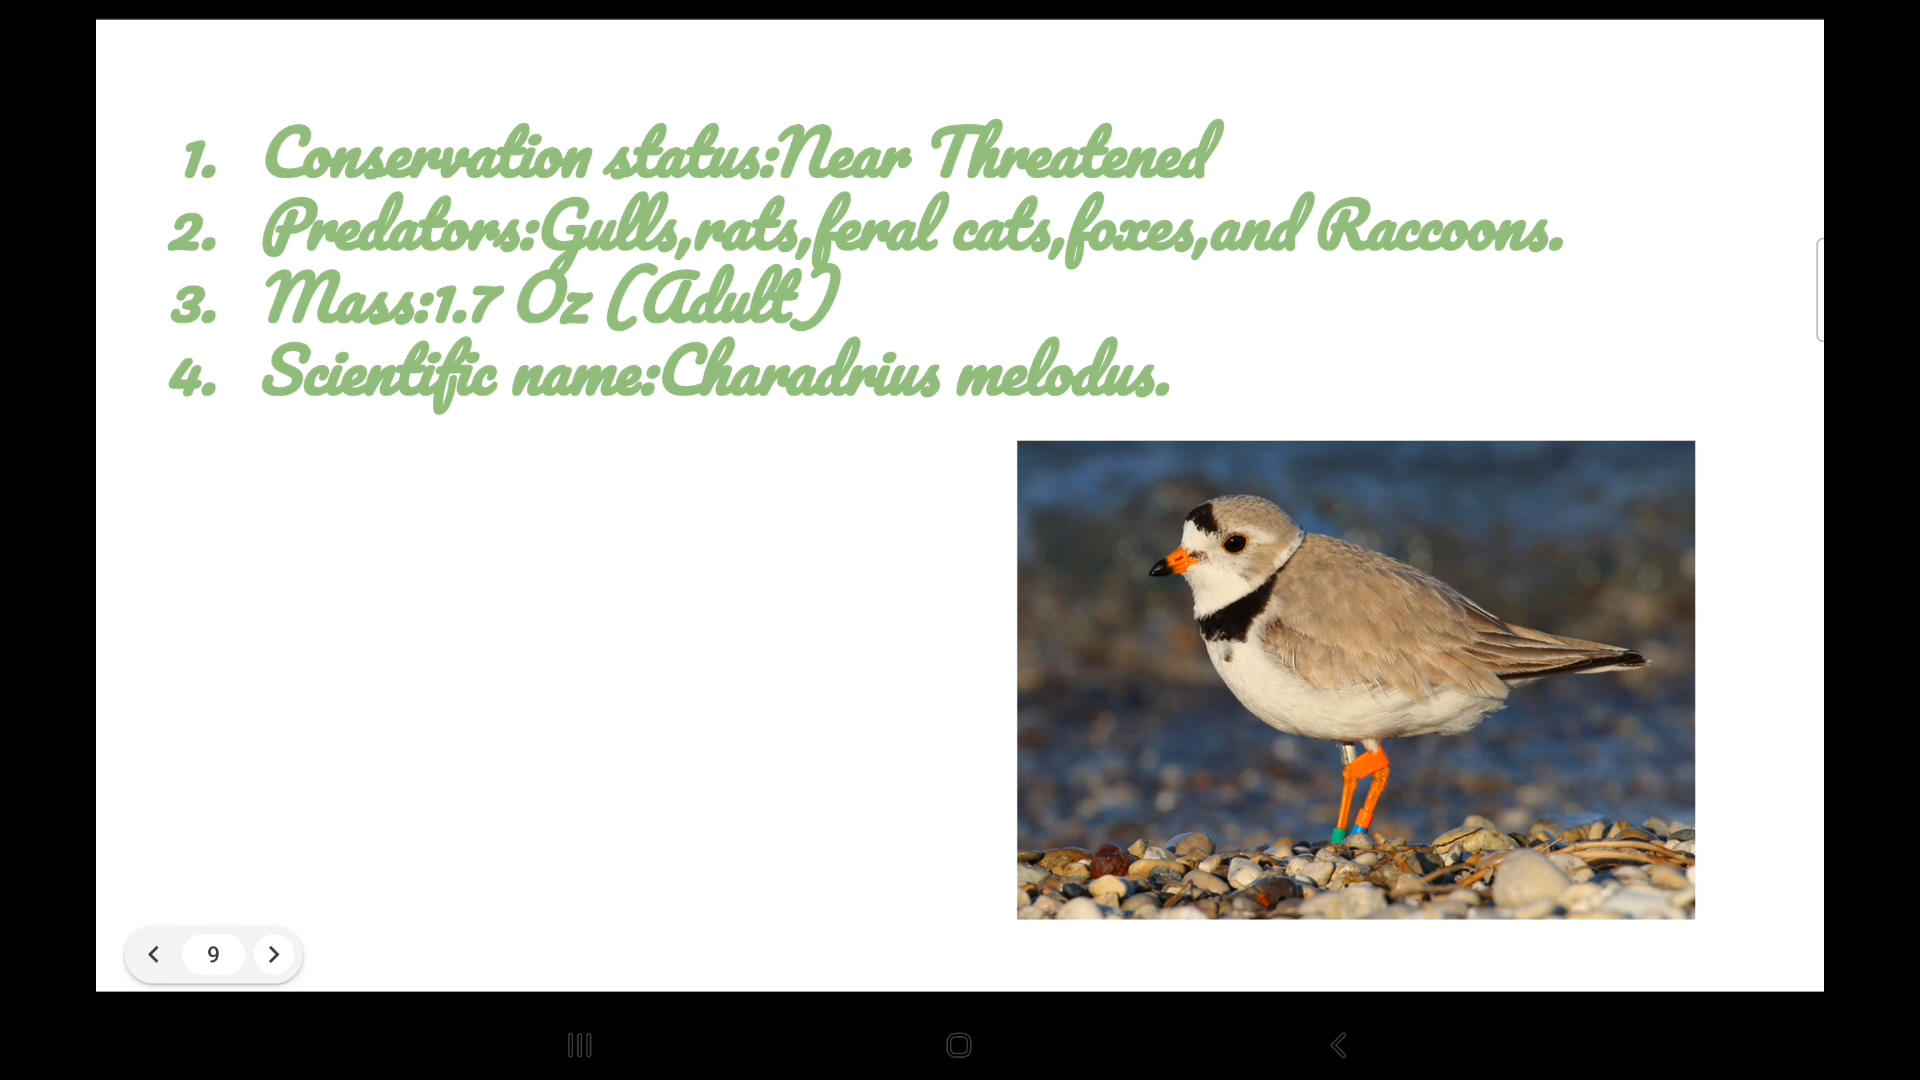 1. Conservation status:Near Threatened
2. Predators:Gulls,rats,feral cats,foxes,and Raccoons.
3. Mass:1.7 Oz (Adult)
4. Scientific name:Charadrius melodus.
9